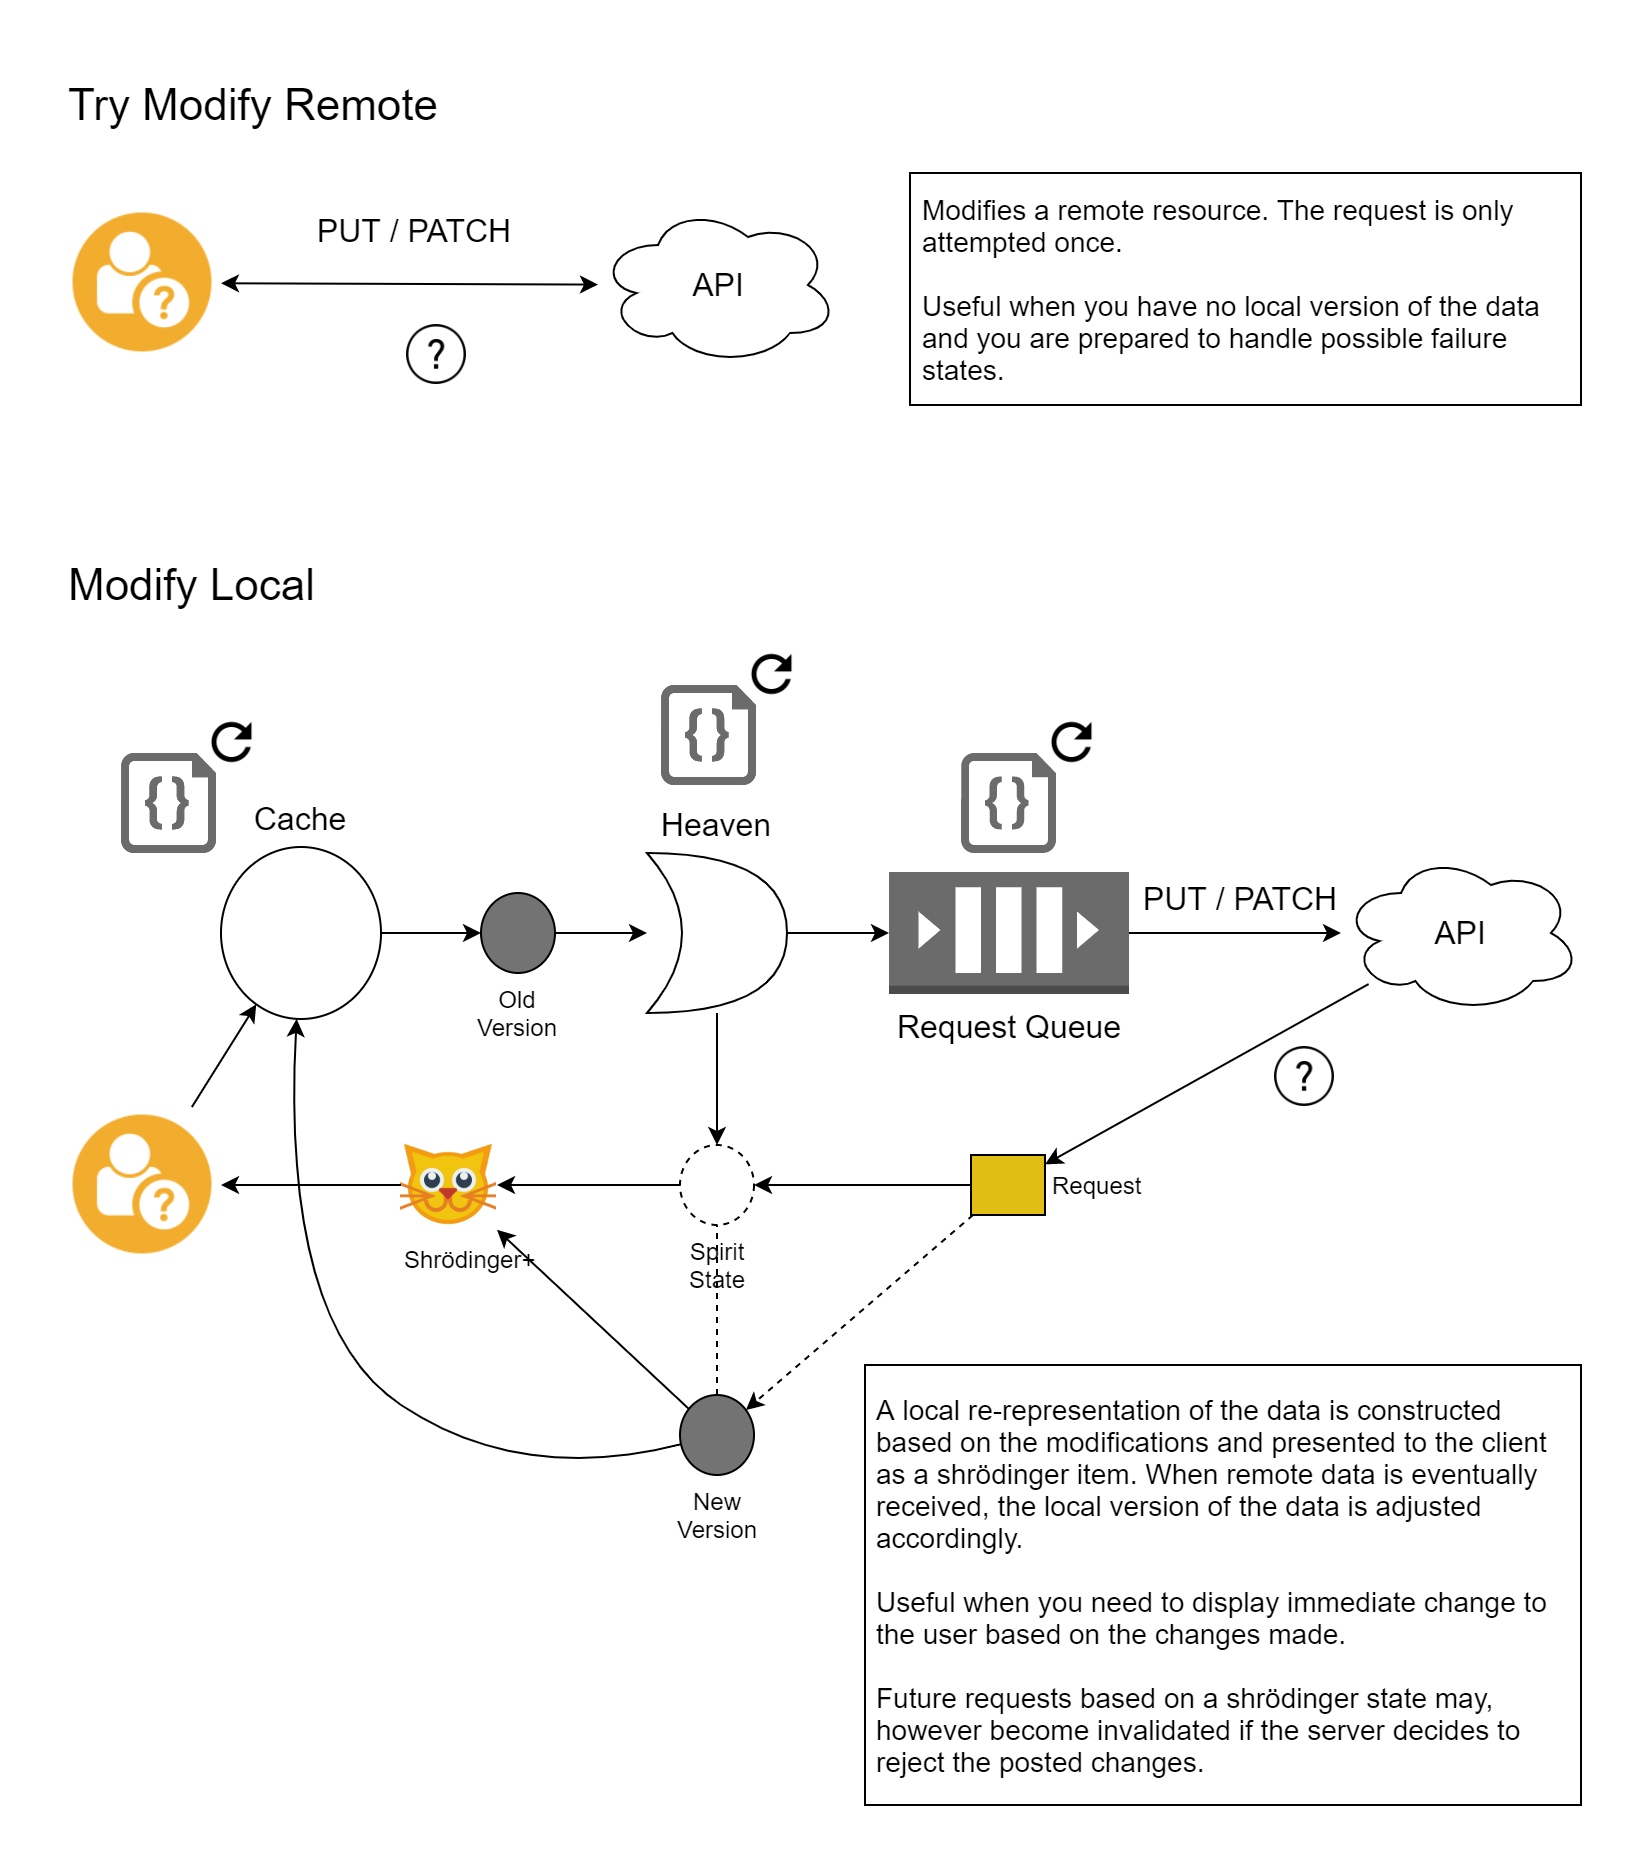 Try Modify Remote
PUT / PATCH
API
?
?
Modifies a remote resource. The request is only
attempted once.
Useful when you have no local version of the data
and you are prepared to handle possible failure
states.
Modify Local
{}
{}
{}
Cache
Heaven
PUT / PATCH
API
Old
Version
Request Queue
?
?
Request
Shrödinger+
Spirit
State
New
Version
A local re-representation of the data is constructed
based on the modifications and presented to the client
as a shrödinger item. When remote data is eventually
received, the local version of the data is adjusted
accordingly.
Useful when you need to display immediate change to
the user based on the changes made.
Future requests based on a shrödinger state may,
however become invalidated if the server decides to
reject the posted changes.